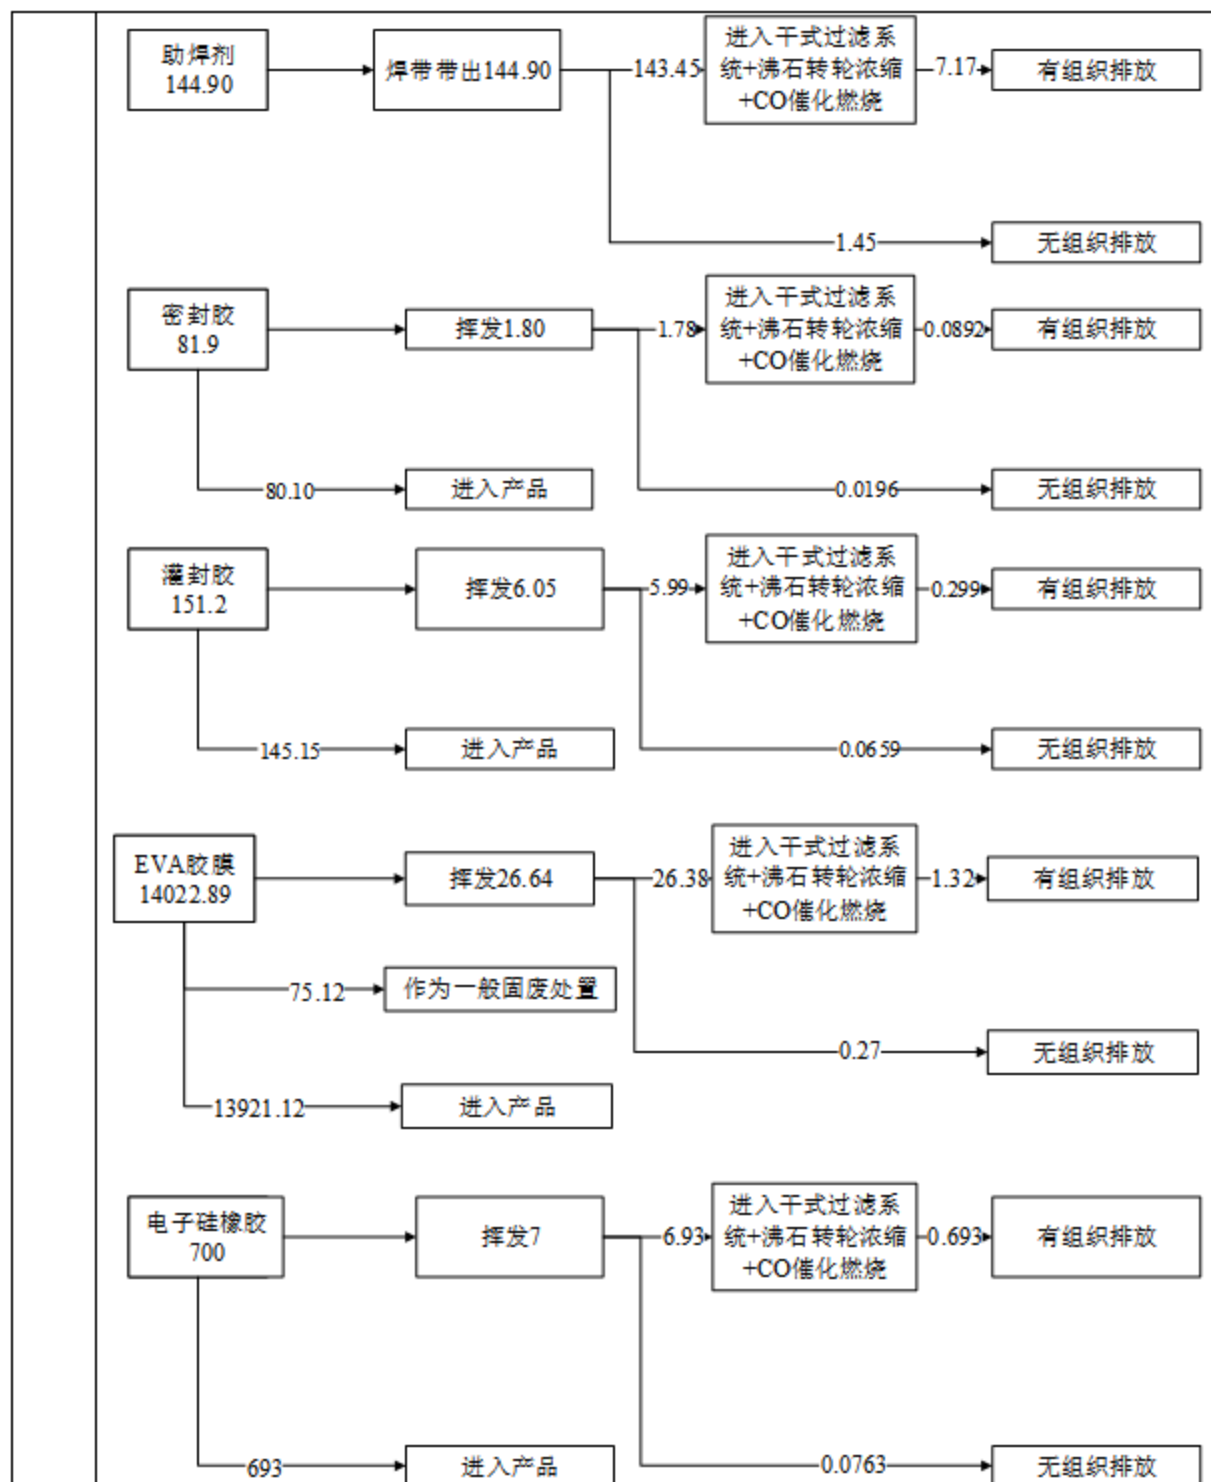 助焊剂
144.90
焊带带出144.90
143.45
进入干式过滤系
统+沸石转轮浓缩
+CO催化燃烧
7.17
有组织排放
1.45
无组织排放
密封胶
81.9
挥发1.80
1.78
进入干式过滤系
统+沸石转轮浓缩
+CO催化燃烧
0.0892
有组织排放
80.10
进入产品
0.0196
无组织排放
灌封胶
151.2
挥发6.05
5.99
进入干式过滤系
统+沸石转轮浓缩
+CO催化燃烧
0.299
有组织排放
145.15
进入产品
0.0659
无组织排放
EVA胶膜
14022.89
挥发26.64
26.38
进入干式过滤系
统+沸石转轮浓缩
+CO催化燃烧
1.32
有组织排放
75.12
作为一般固废处置
0.27
无组织排放
13921.12
进入产品
电子硅橡胶
700
挥发7
6.93
进入干式过滤系
统+沸石转轮浓缩
+CO催化燃烧
0.693
有组织排放
693
进入产品
0.0763
无组织排放